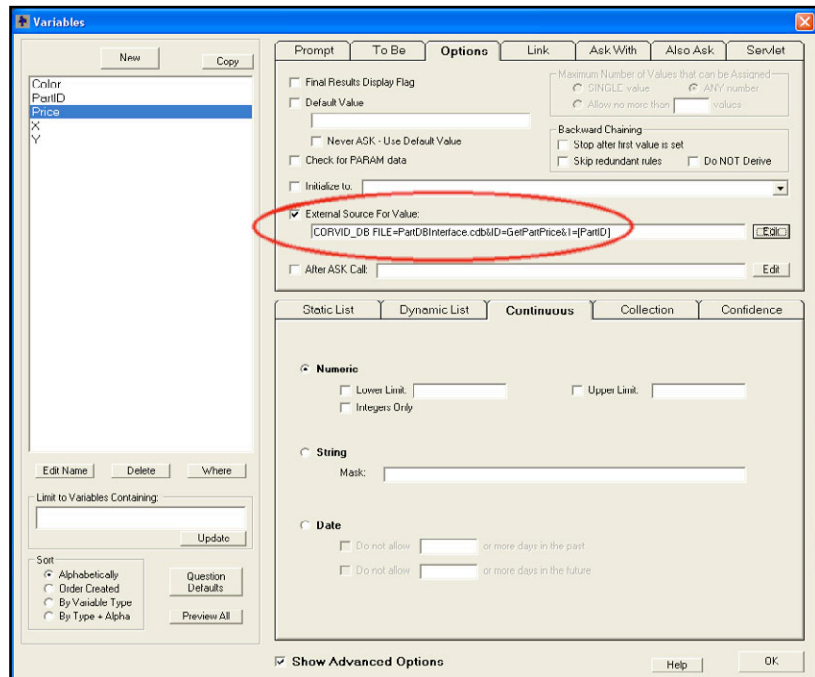 Variables
New
Copy
Color
PartID
Price
X
Y
Edit Name
Delete
Where
Limit to Variables Containing:
Update
Sort
Alphabetically
Order Created
By Variable Type
By Type + Alpha
Question Defaults
Preview All
Prompt
To Be
Options
Link
Ask With
Also Ask
Servlet
Final Results Display Flag
Default Value
Never ASK - Use Default Value
Check for PARAM data
Maximum Number of Values that can be Assigned
SINGLE value
ANY number
Allow no more than
values
Backward Chaining
Stop after first value is set
Skip redundant rules
Do NOT Derive
Initialize to:
External Source For Value:
CORVID_DB FILE=PartDBInterface.cdb&ID=GetPartPrice&1=[PartID]
Edit
After ASK Call:
Edit
Static List
Dynamic List
Continuous
Collection
Confidence
Numeric
Lower Limit:
Upper Limit:
Integers Only
String
Mask:
Date
Do not allow
or more days in the past
Do not allow
or more days in the future
Show Advanced Options
Help
OK